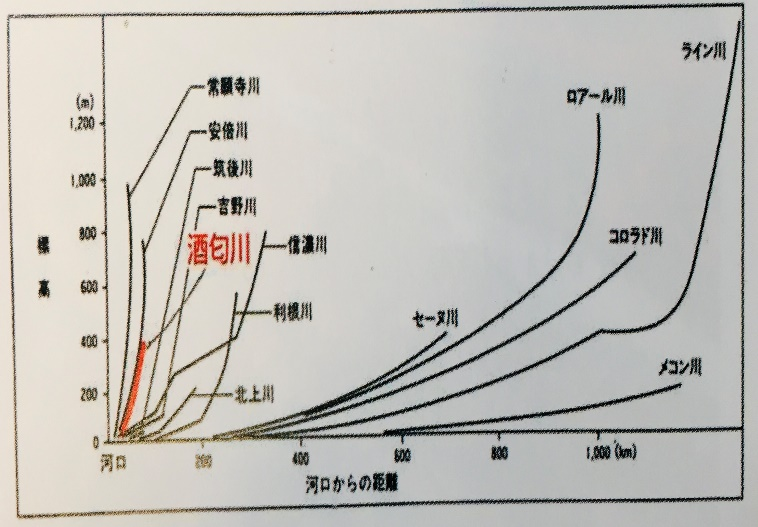 (m)
1,200
1,000
800
600
400
200
0
標高
常願寺川
安倍川
筑後川
吉野川
酒匂川
信濃川
利根川
北上川
セーヌ川
ロアール川
コロラド川
ライン川
メコン川
河口
200
400
600
800
1,000 (km)
河口からの距離